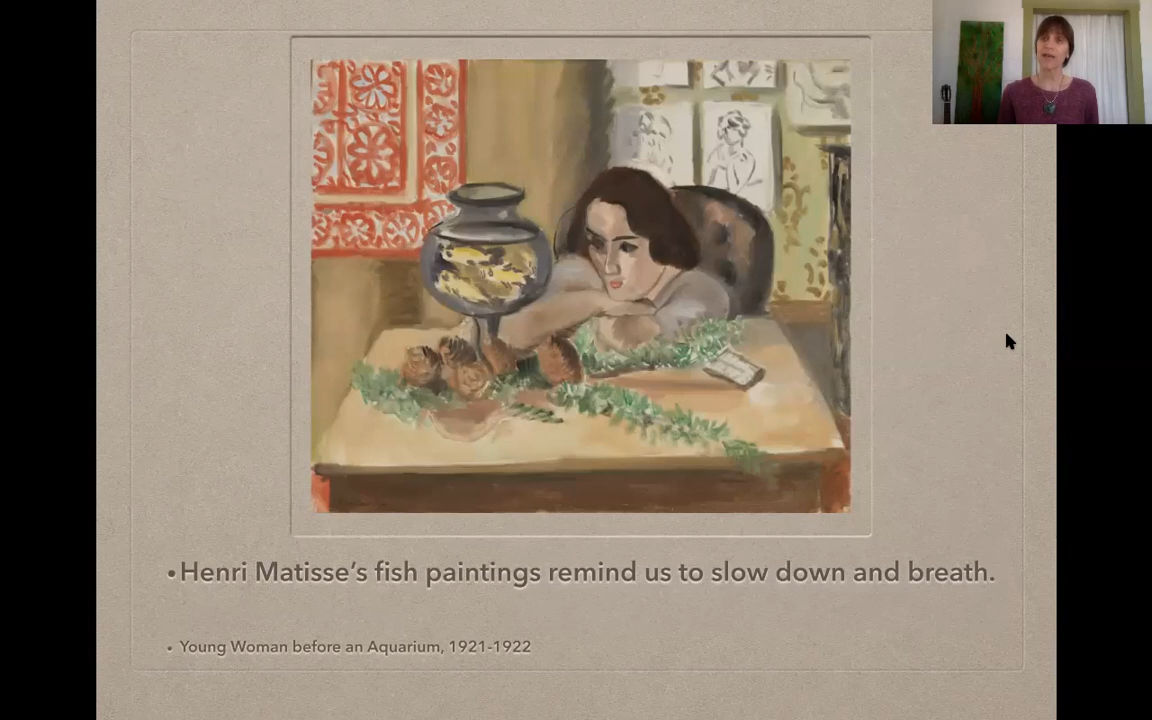 •Henri Matisse’s fish paintings remind us to slow down and breath.
• Young Woman before an Aquarium, 1921-1922